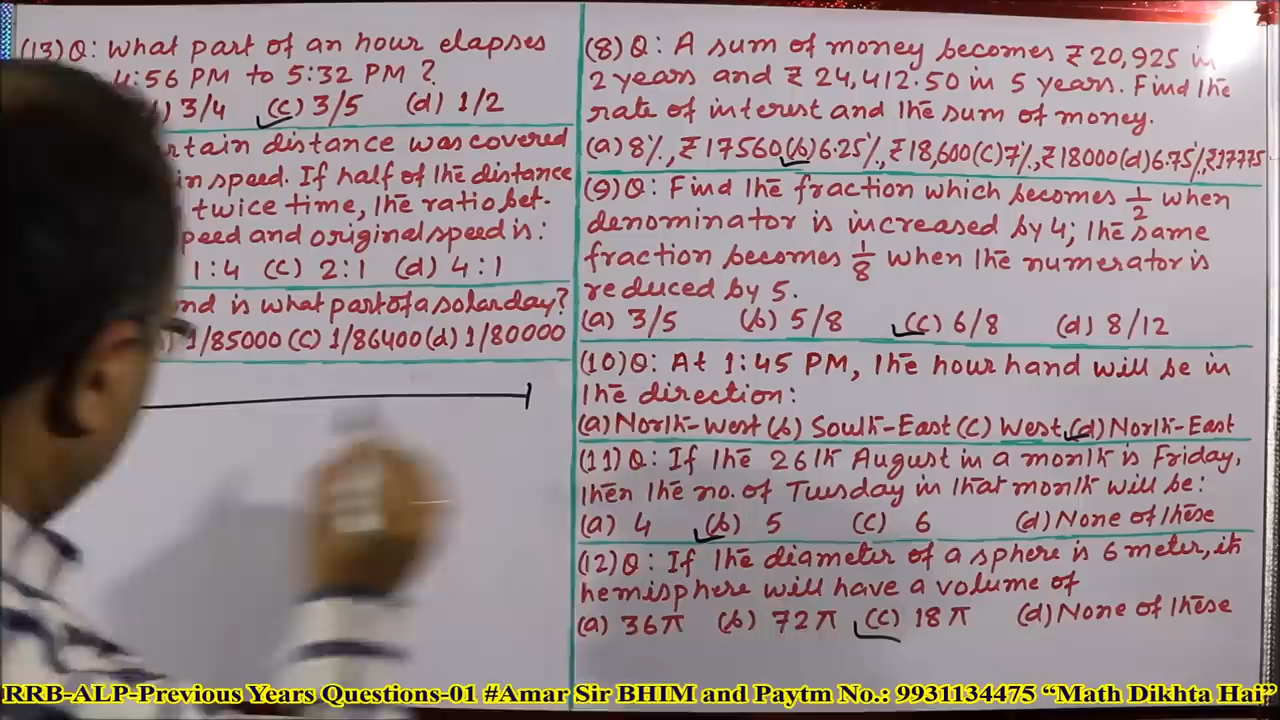 (13)Q: What part of an hour elapses
4:56 PM to 5:32 PM ?
) 3/4 (c) 3/5 (d) 1/2
rtain distance was covered
in speed. If half of the distance
twice time, the ratio bet-
peed and original speed is:
1:4 (c) 2:1 (d) 4:1
nd is what part of a solar day?
1/85000 (c) 1/86400 (d) 1/80000
(8)Q: A sum of money becomes ₹20,925 in
2 years and ₹ 24,412.50 in 5 years. Find the
rate of interest and the sum of money.
(a) 8%, ₹17560 (b) 6.25%, ₹18,600 (c) 7%, ₹18000 (d) 6.75%, ₹17775
(9)Q: Find the fraction which becomes 1/2 when
denominator is increased by 4; the same
fraction becomes 1/8 when the numerator is
reduced by 5.
(a) 3/5 (b) 5/8 (c) 6/8 (d) 8/12
(10)Q: At 1:45 PM, the hour hand will be in
the direction:
(a) North-West (b) South-East (c) West (d) North-East
(11)Q: If the 26th August in a month is Friday,
then the no. of Tuesday in that month will be:
(a) 4 (b) 5 (c) 6 (d) None of these
(12)Q: If the diameter of a sphere is 6 meter, it
hemisphere will have a volume of
(a) 36π (b) 72π (c) 18π (d) None of these
RRB-ALP-Previous Years Questions-01 #Amar Sir BHIM and Paytm No.: 9931134475 “Math Dikhta Hai”